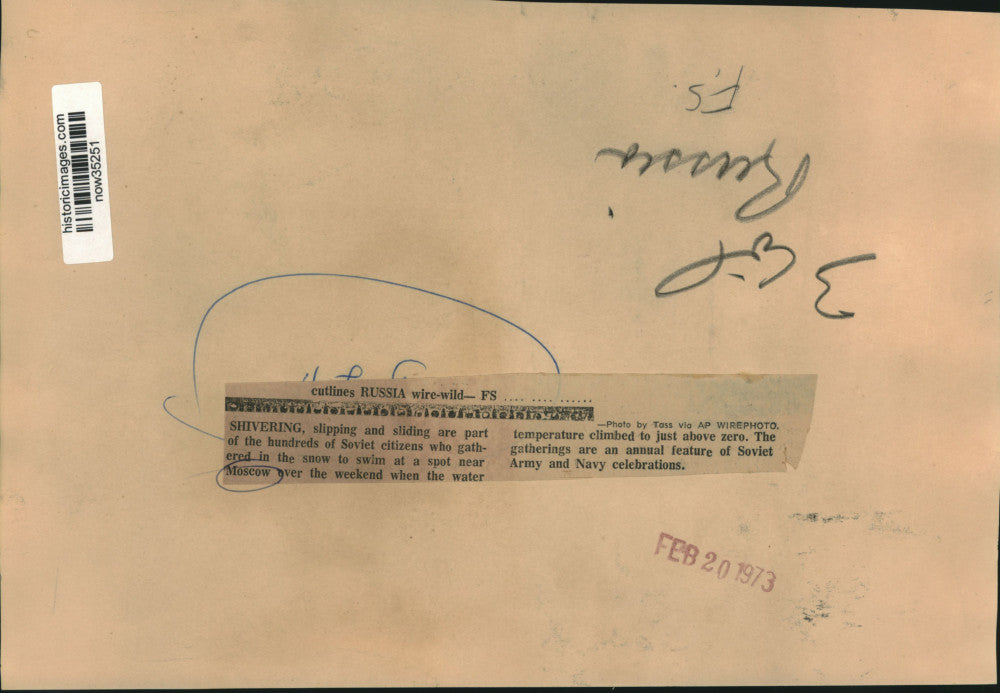 historicimages.com
now35251
F.S.
Russia
3 col
cutlines RUSSIA wire-wild— FS .... .... ......
SHIVERING, slipping and sliding are part
of the hundreds of Soviet citizens who gath-
ered in the snow to swim at a spot near
Moscow over the weekend when the water
—Photo by Tass via AP WIREPHOTO.
temperature climbed to just above zero. The
gatherings are an annual feature of Soviet
Army and Navy celebrations.
FEB 20 1973